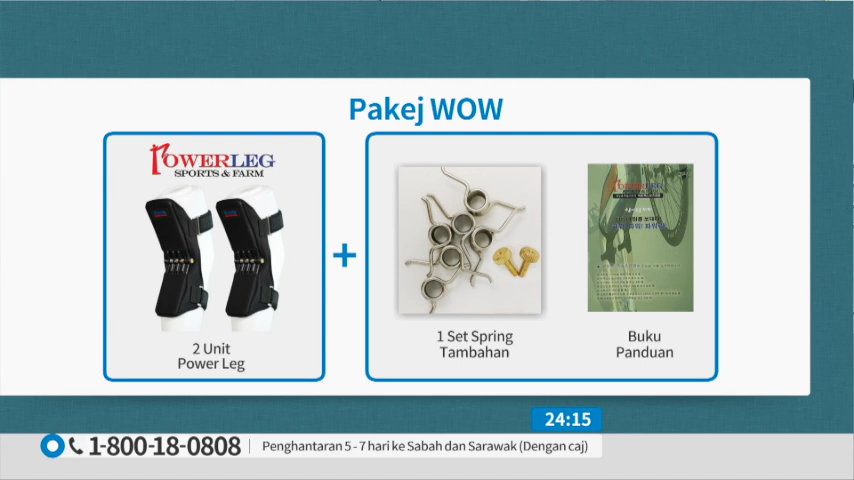 Pakej WOW
POWERLEG
SPORTS & FARM
2 Unit
Power Leg
+
1 Set Spring
Tambahan
Buku
Panduan
24:15
1-800-18-0808
Penghantaran 5 - 7 hari ke Sabah dan Sarawak (Dengan caj)